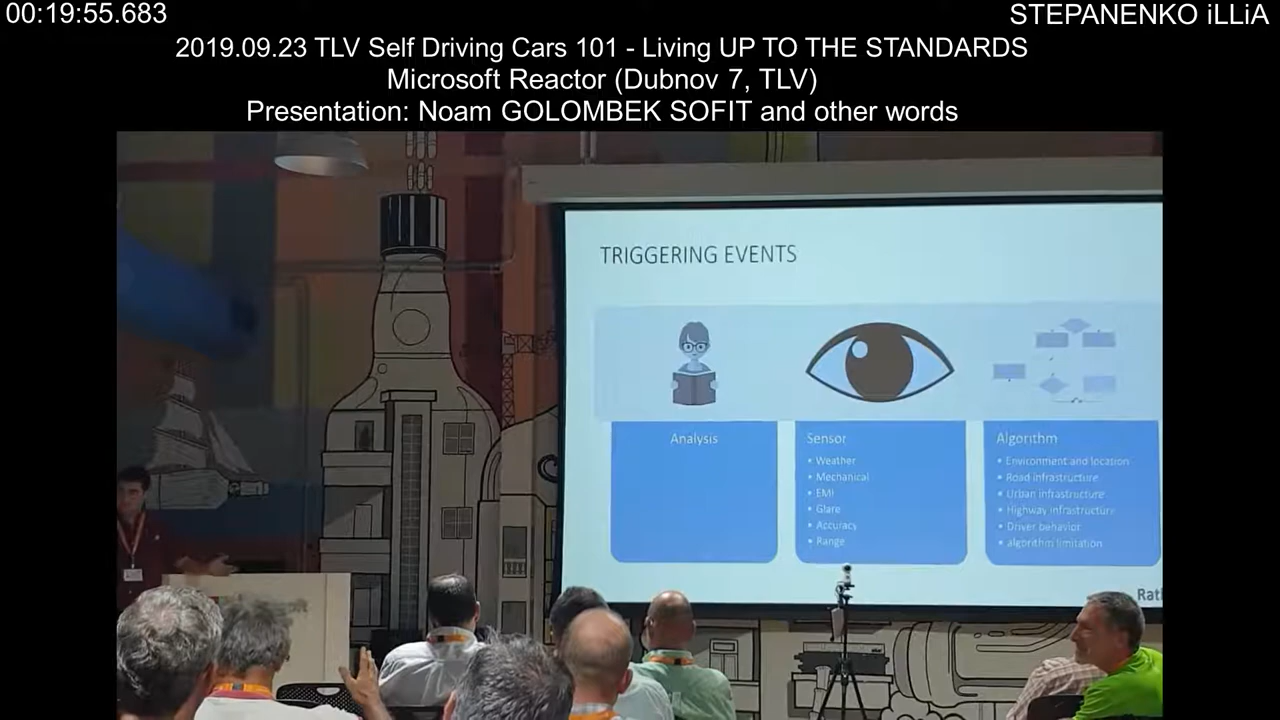 00:19:55.683
STEPANENKO iLLiA
2019.09.23 TLV Self Driving Cars 101 - Living UP TO THE STANDARDS
Microsoft Reactor (Dubnov 7, TLV)
Presentation: Noam GOLOMBEK SOFIT and other words
TRIGGERING EVENTS
Analysis
Sensor
• Weather
• Mechanical
• EMI
• Glare
• Accuracy
• Range
Algorithm
• Environment and location
• Road infrastructure
• Urban infrastructure
• Highway infrastructure
• Driver behavior
• algorithm limitation